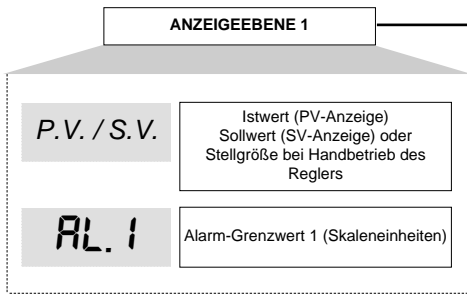 ANZEIGEEBENE 1
P.V. / S.V.
Istwert (PV-Anzeige)
Sollwert (SV-Anzeige) oder
Stellgröße bei Handbetrieb des
Reglers
AL. 1
Alarm-Grenzwert 1 (Skaleneinheiten)